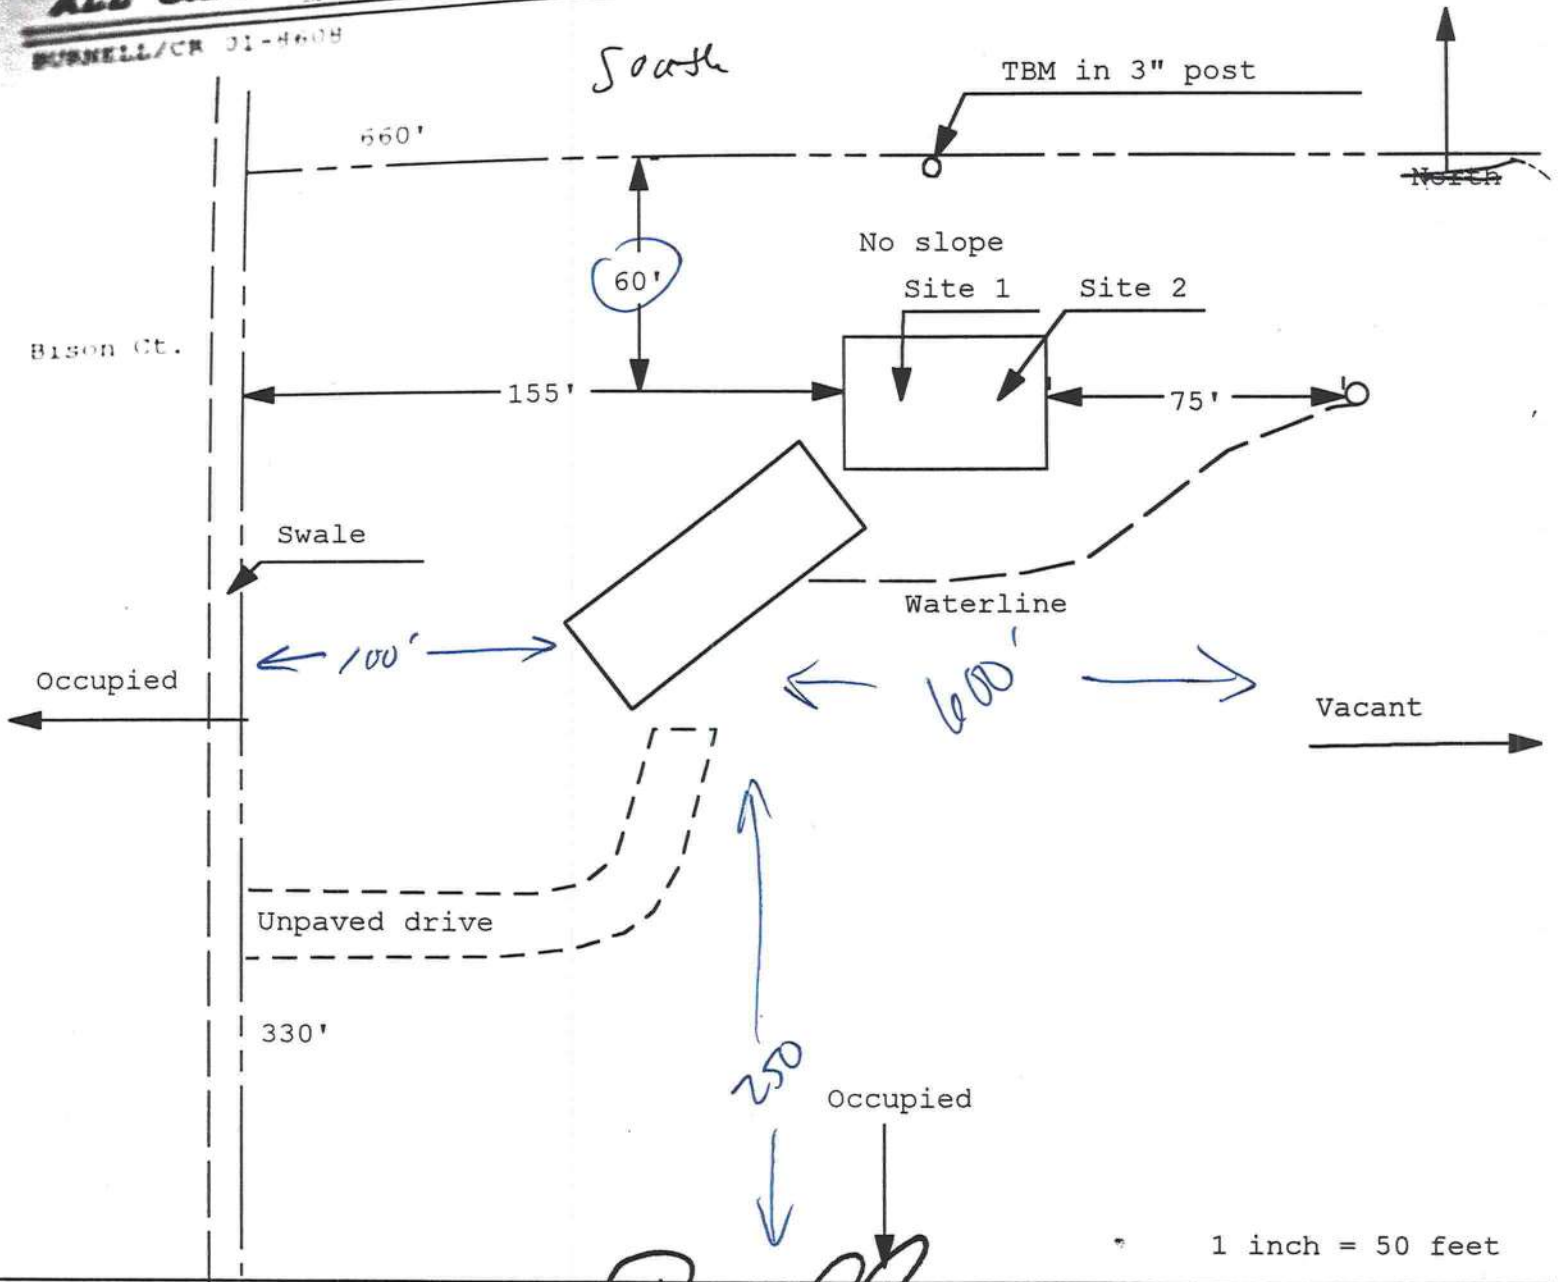 BURNELL/CR 01-8608
South
TBM in 3" post
660'
North
No slope
60'
Site 1
Site 2
Bison Ct.
155'
75'
Swale
Waterline
100'
600'
Occupied
Vacant
Unpaved drive
330'
250
Occupied
1 inch = 50 feet